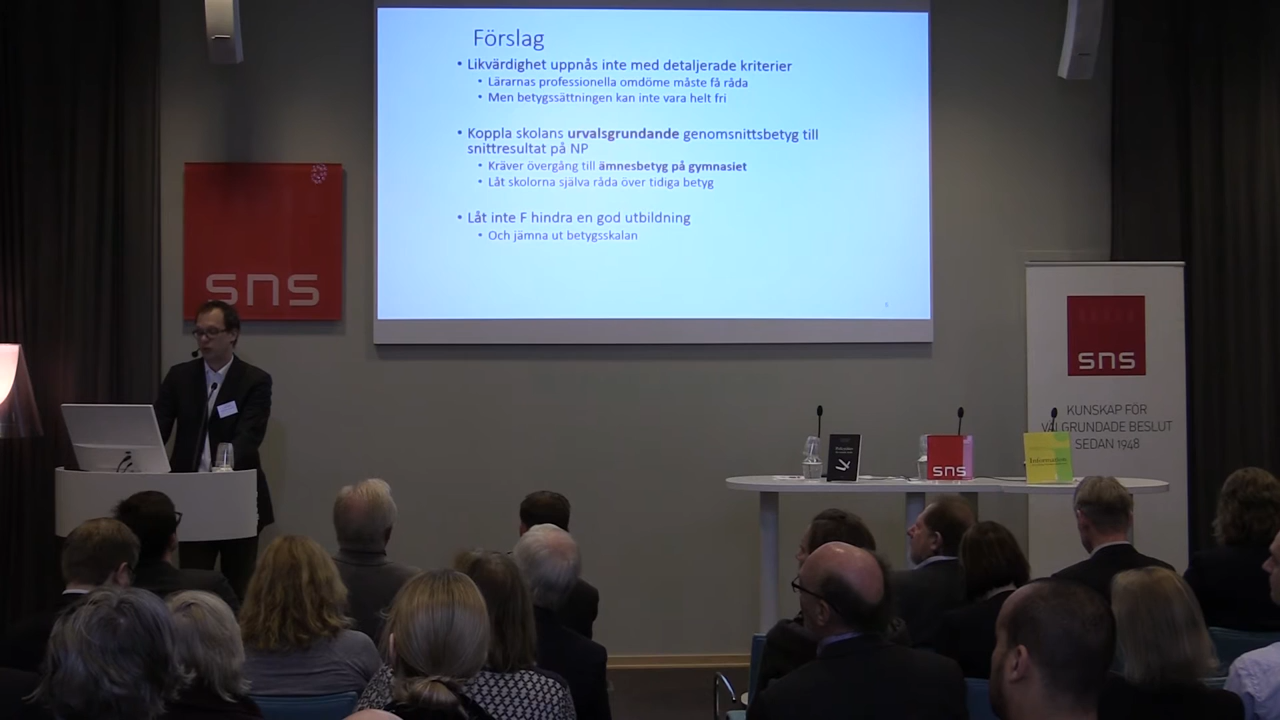 Förslag
• Likvärdighet uppnås inte med detaljerade kriterier
• Lärarnas professionella omdöme måste få råda
• Men betygssättningen kan inte vara helt fri
• Koppla skolans urvalsgrundande genomsnittsbetyg till
snittresultat på NP
• Kräver övergång till ämnesbetyg på gymnasiet
• Låt skolorna själva råda över tidiga betyg
• Låt inte F hindra en god utbildning
• Och jämna ut betygsskalan
sns
sns
KUNSKAP FÖR
VÄLGRUNDADE BESLUT
SEDAN 1948
sns